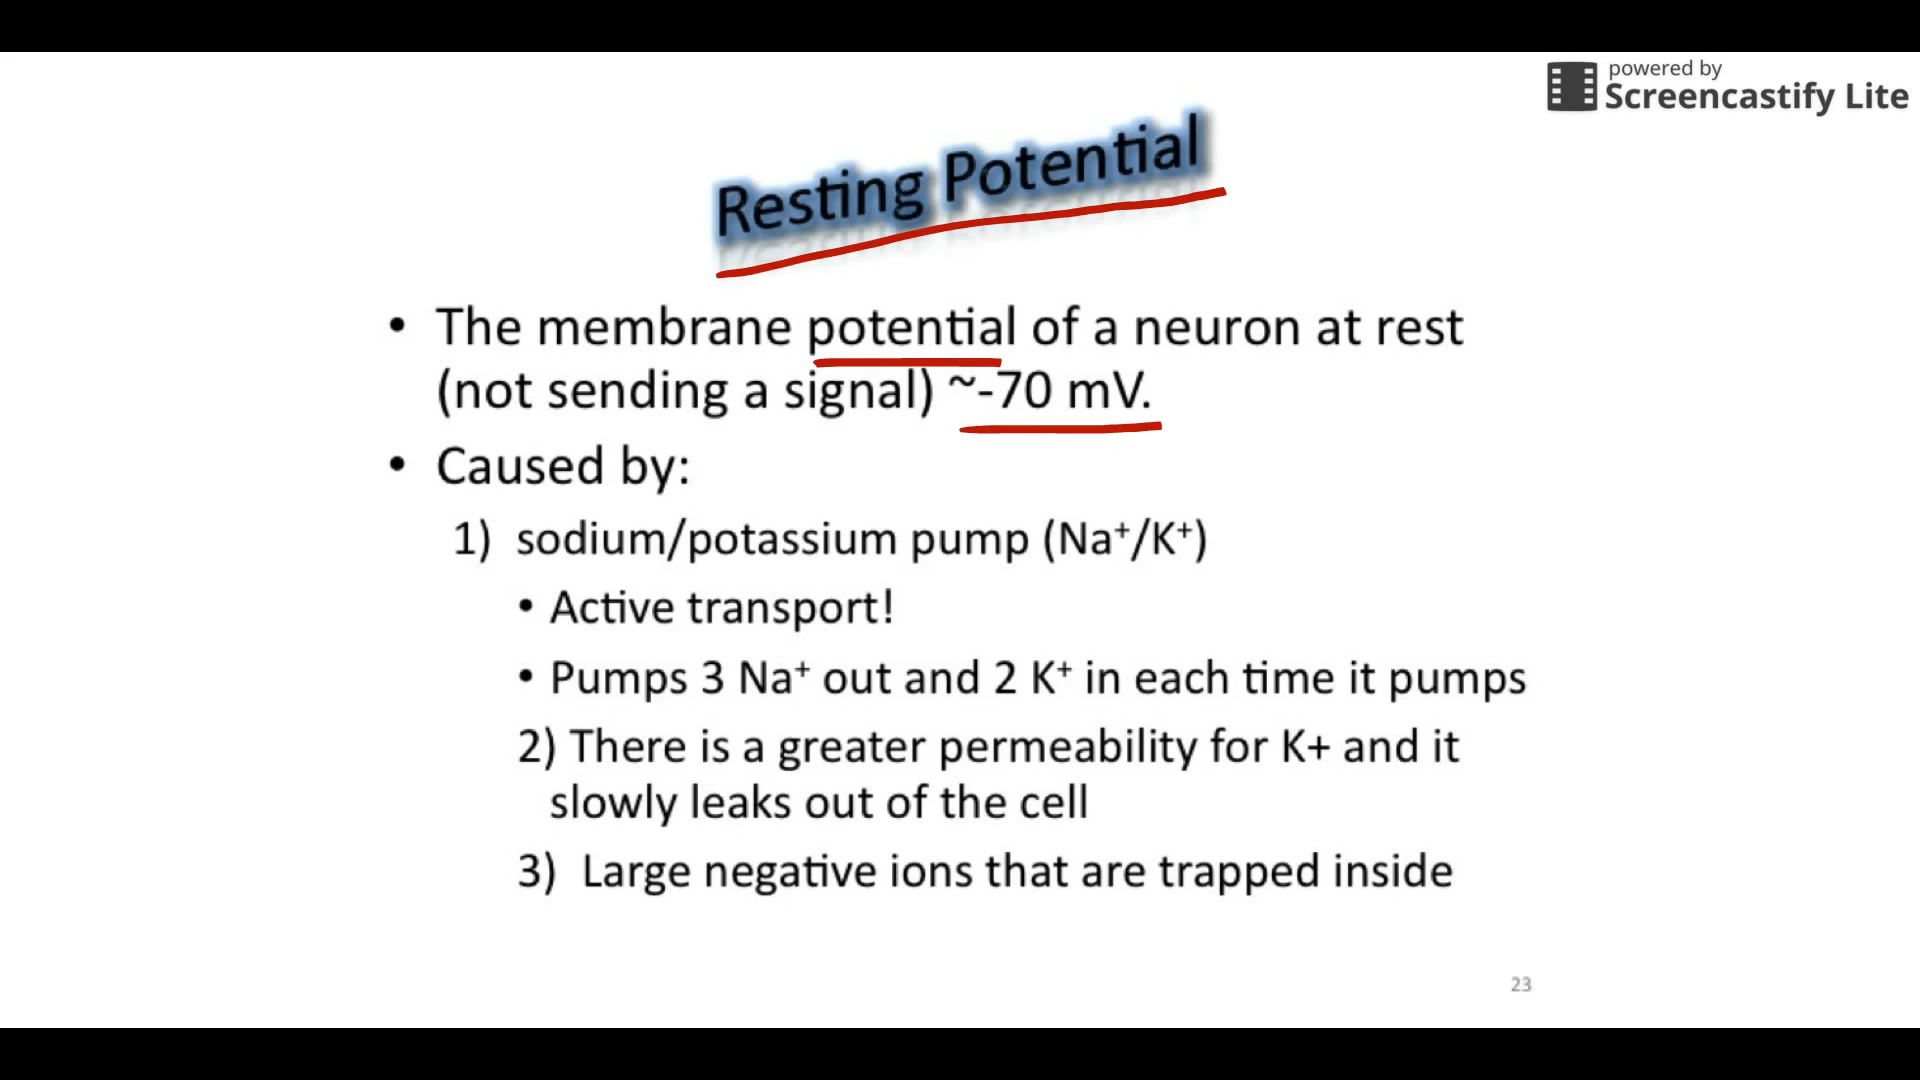 powered by
Screencastify Lite
Resting Potential
• The membrane potential of a neuron at rest
(not sending a signal) ~-70 mV.
• Caused by:
1) sodium/potassium pump (Na⁺/K⁺)
• Active transport!
• Pumps 3 Na⁺ out and 2 K⁺ in each time it pumps
2) There is a greater permeability for K+ and it
slowly leaks out of the cell
3) Large negative ions that are trapped inside
23